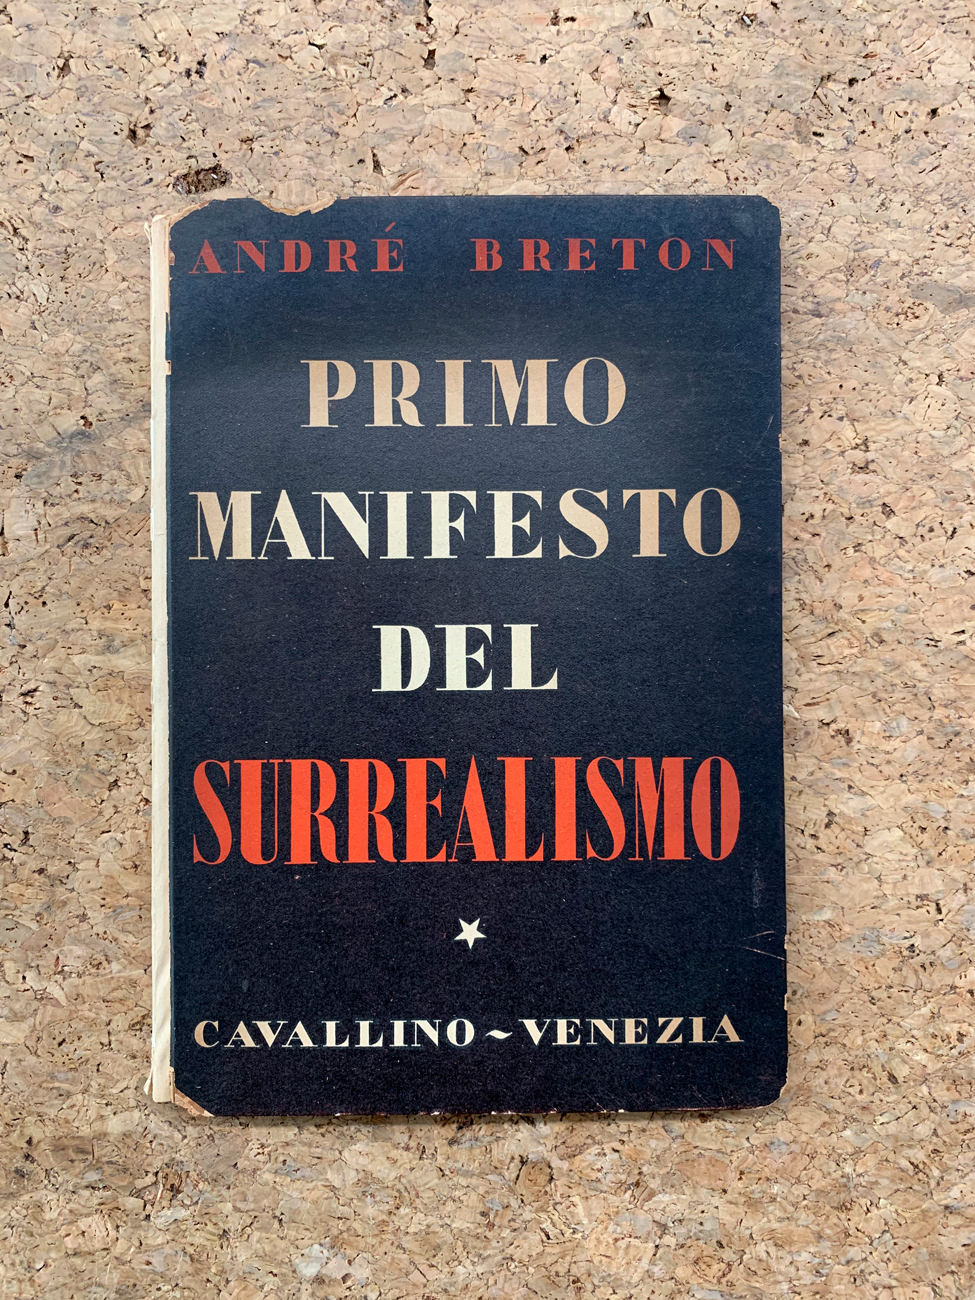 ANDRÉ BRETON
PRIMO
MANIFESTO
DEL
SURREALISMO
CAVALLINO ~ VENEZIA